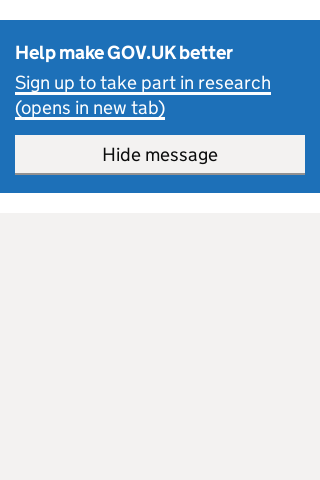 Help make GOV.UK better
Sign up to take part in research
(opens in new tab)
Hide message